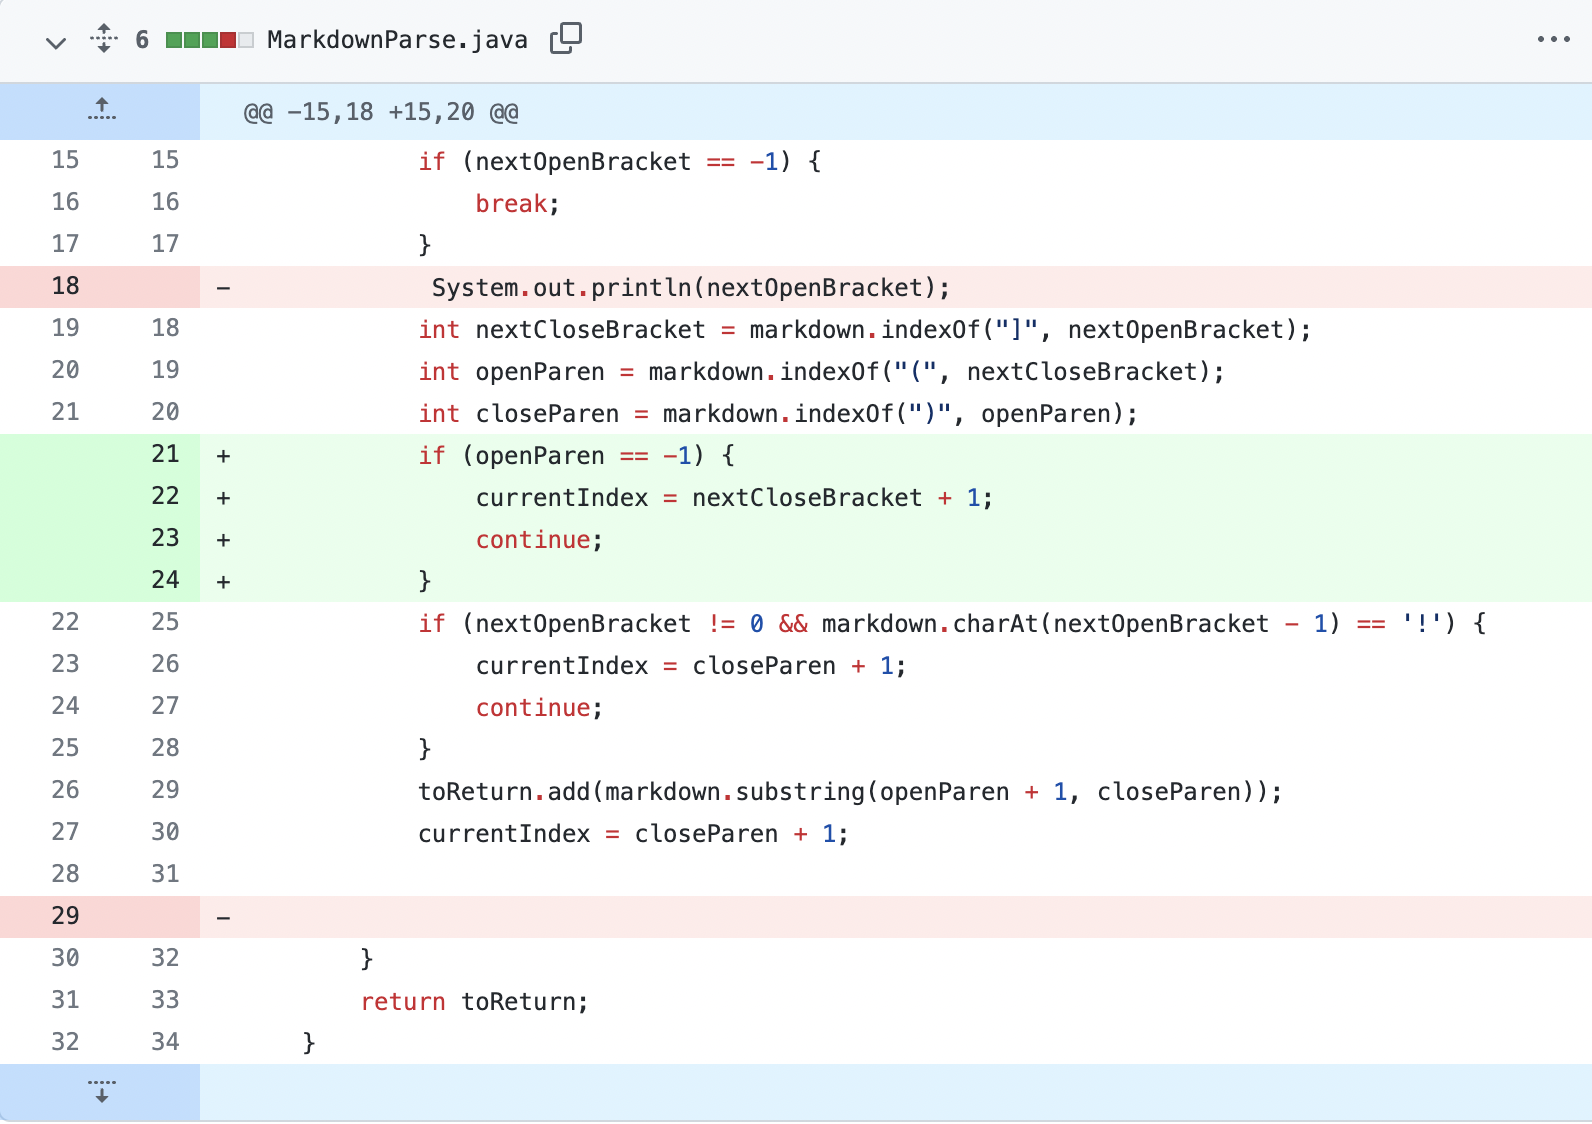 6 MarkdownParse.java
@@ -15,18 +15,20 @@
15 15 if (nextOpenBracket == -1) {
16 16 break;
17 17 }
18 - System.out.println(nextOpenBracket);
19 18 int nextCloseBracket = markdown.indexOf("]", nextOpenBracket);
20 19 int openParen = markdown.indexOf("(", nextCloseBracket);
21 20 int closeParen = markdown.indexOf(")", openParen);
21 + if (openParen == -1) {
22 + currentIndex = nextCloseBracket + 1;
23 + continue;
24 + }
22 25 if (nextOpenBracket != 0 && markdown.charAt(nextOpenBracket - 1) == '!') {
23 26 currentIndex = closeParen + 1;
24 27 continue;
25 28 }
26 29 toReturn.add(markdown.substring(openParen + 1, closeParen));
27 30 currentIndex = closeParen + 1;
28 31
29 -
30 32 }
31 33 return toReturn;
32 34 }